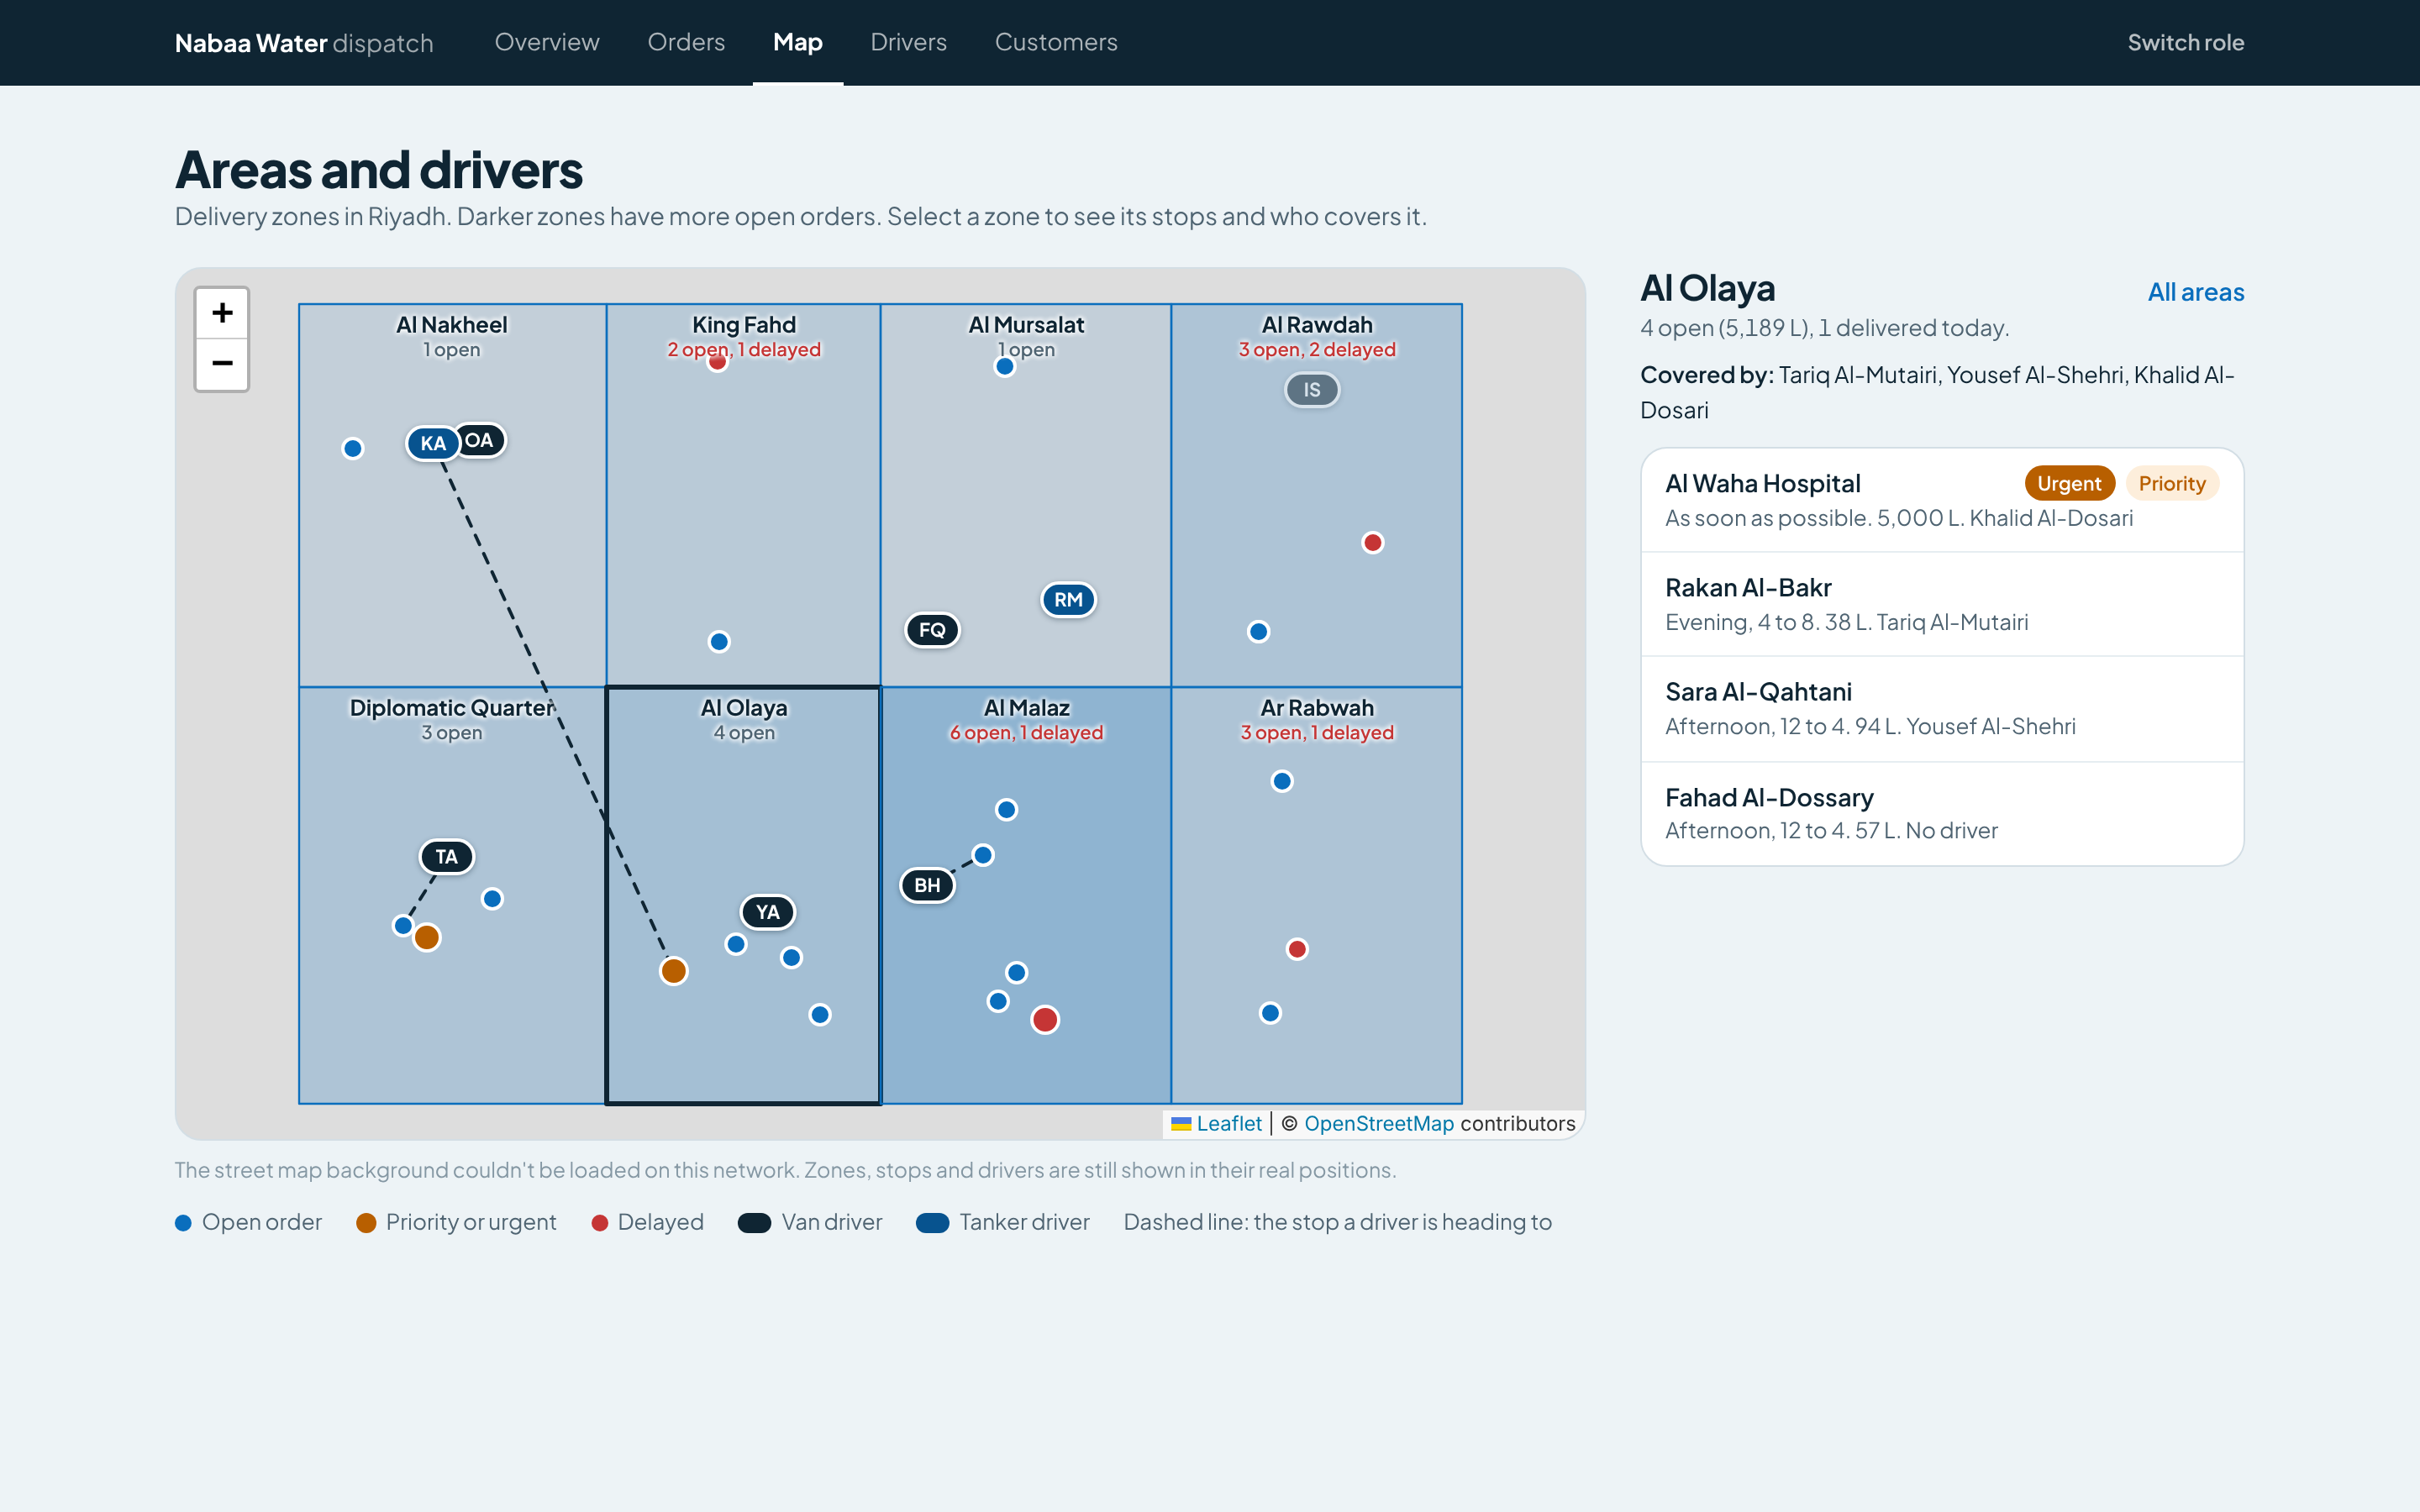 Nabaa Water dispatch
Overview
Orders
Map
Drivers
Customers
Switch role
Areas and drivers
Delivery zones in Riyadh. Darker zones have more open orders. Select a zone to see its stops and who covers it.
+
−
Al Nakheel
1 open
King Fahd
2 open, 1 delayed
Al Mursalat
1 open
Al Rawdah
3 open, 2 delayed
IS
KA
OA
RM
FQ
Diplomatic Quarter
3 open
Al Olaya
4 open
Al Malaz
6 open, 1 delayed
Ar Rabwah
3 open, 1 delayed
TA
BH
YA
Leaflet | © OpenStreetMap contributors
The street map background couldn't be loaded on this network. Zones, stops and drivers are still shown in their real positions.
Open order
Priority or urgent
Delayed
Van driver
Tanker driver
Dashed line: the stop a driver is heading to
Al Olaya
All areas
4 open (5,189 L), 1 delivered today.
Covered by: Tariq Al-Mutairi, Yousef Al-Shehri, Khalid Al-
Dosari
Al Waha Hospital
Urgent
Priority
As soon as possible. 5,000 L. Khalid Al-Dosari
Rakan Al-Bakr
Evening, 4 to 8. 38 L. Tariq Al-Mutairi
Sara Al-Qahtani
Afternoon, 12 to 4. 94 L. Yousef Al-Shehri
Fahad Al-Dossary
Afternoon, 12 to 4. 57 L. No driver